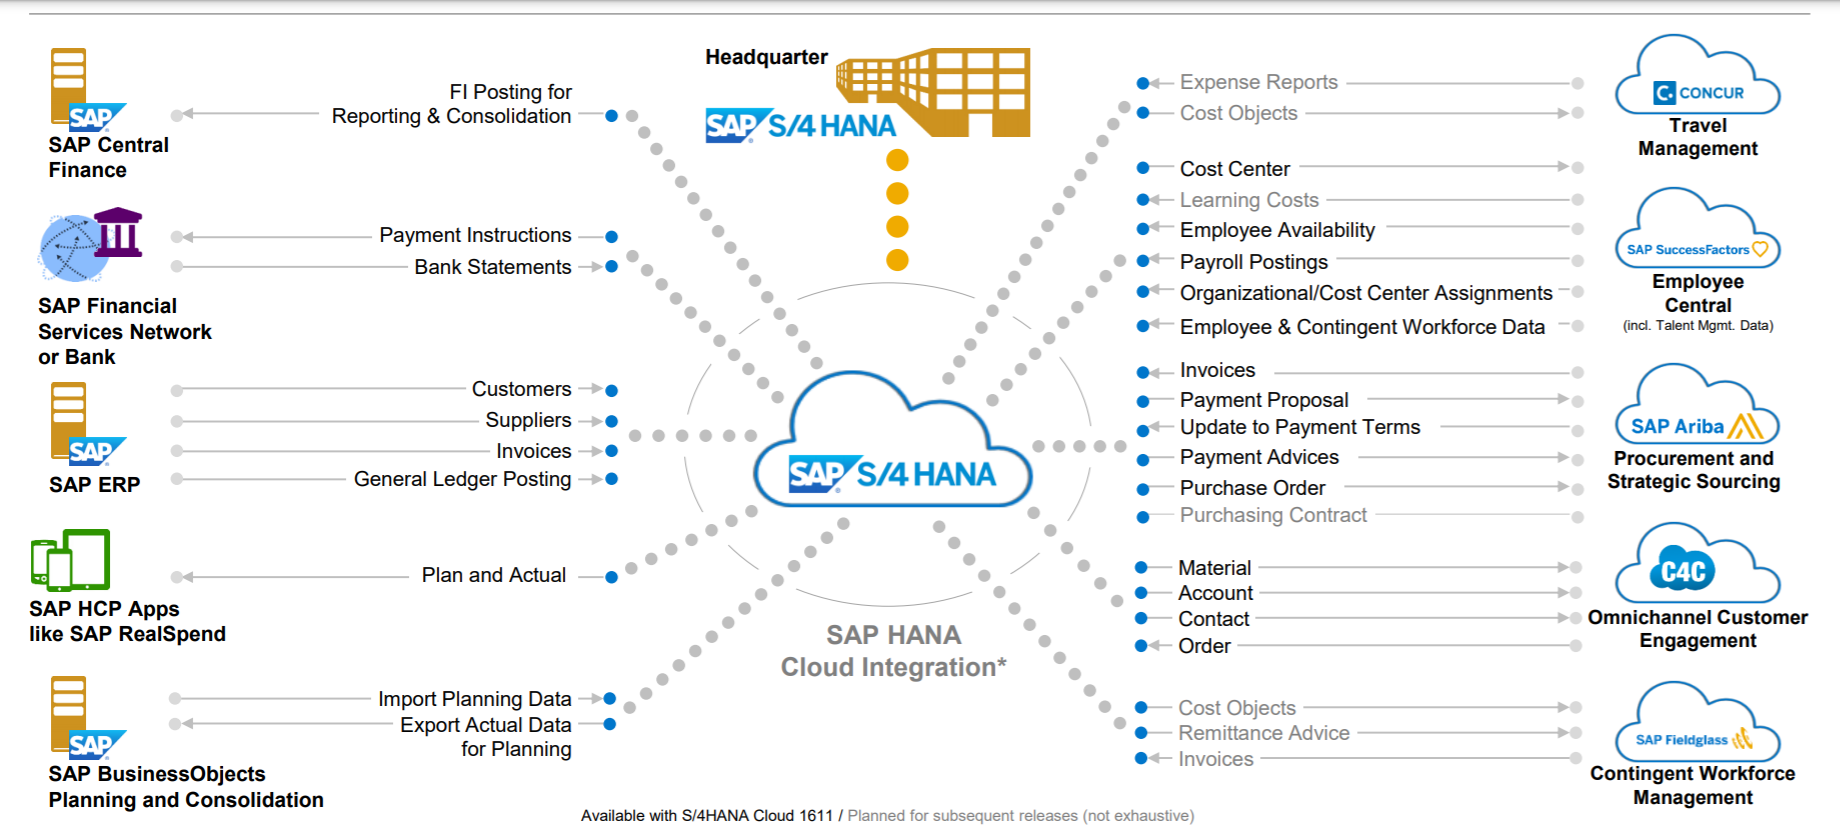 Headquarter
SAP S/4 HANA
SAP
SAP Central
Finance
FI Posting for
Reporting & Consolidation
SAP Financial
Services Network
or Bank
Payment Instructions
Bank Statements
SAP
SAP ERP
Customers
Suppliers
Invoices
General Ledger Posting
SAP HCP Apps
like SAP RealSpend
Plan and Actual
SAP
SAP BusinessObjects
Planning and Consolidation
Import Planning Data
Export Actual Data
for Planning
SAP S/4 HANA
SAP HANA
Cloud Integration*
Expense Reports
Cost Objects
C. CONCUR
Travel
Management
Cost Center
Learning Costs
Employee Availability
Payroll Postings
Organizational/Cost Center Assignments
Employee & Contingent Workforce Data
SAP SuccessFactors
Employee
Central
(incl. Talent Mgmt. Data)
Invoices
Payment Proposal
Update to Payment Terms
Payment Advices
Purchase Order
Purchasing Contract
SAP Ariba
Procurement and
Strategic Sourcing
Material
Account
Contact
Order
C4C
Omnichannel Customer
Engagement
Cost Objects
Remittance Advice
Invoices
SAP Fieldglass
Contingent Workforce
Management
Available with S/4HANA Cloud 1611 / Planned for subsequent releases (not exhaustive)